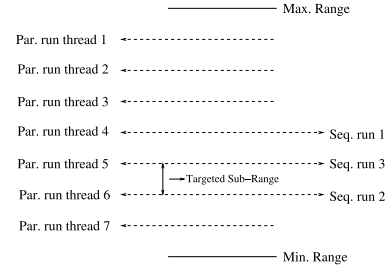 Max. Range
Par. run thread 1
Par. run thread 2
Par. run thread 3
Par. run thread 4
Seq. run 1
Par. run thread 5
Seq. run 3
Targeted Sub-Range
Par. run thread 6
Seq. run 2
Par. run thread 7
Min. Range